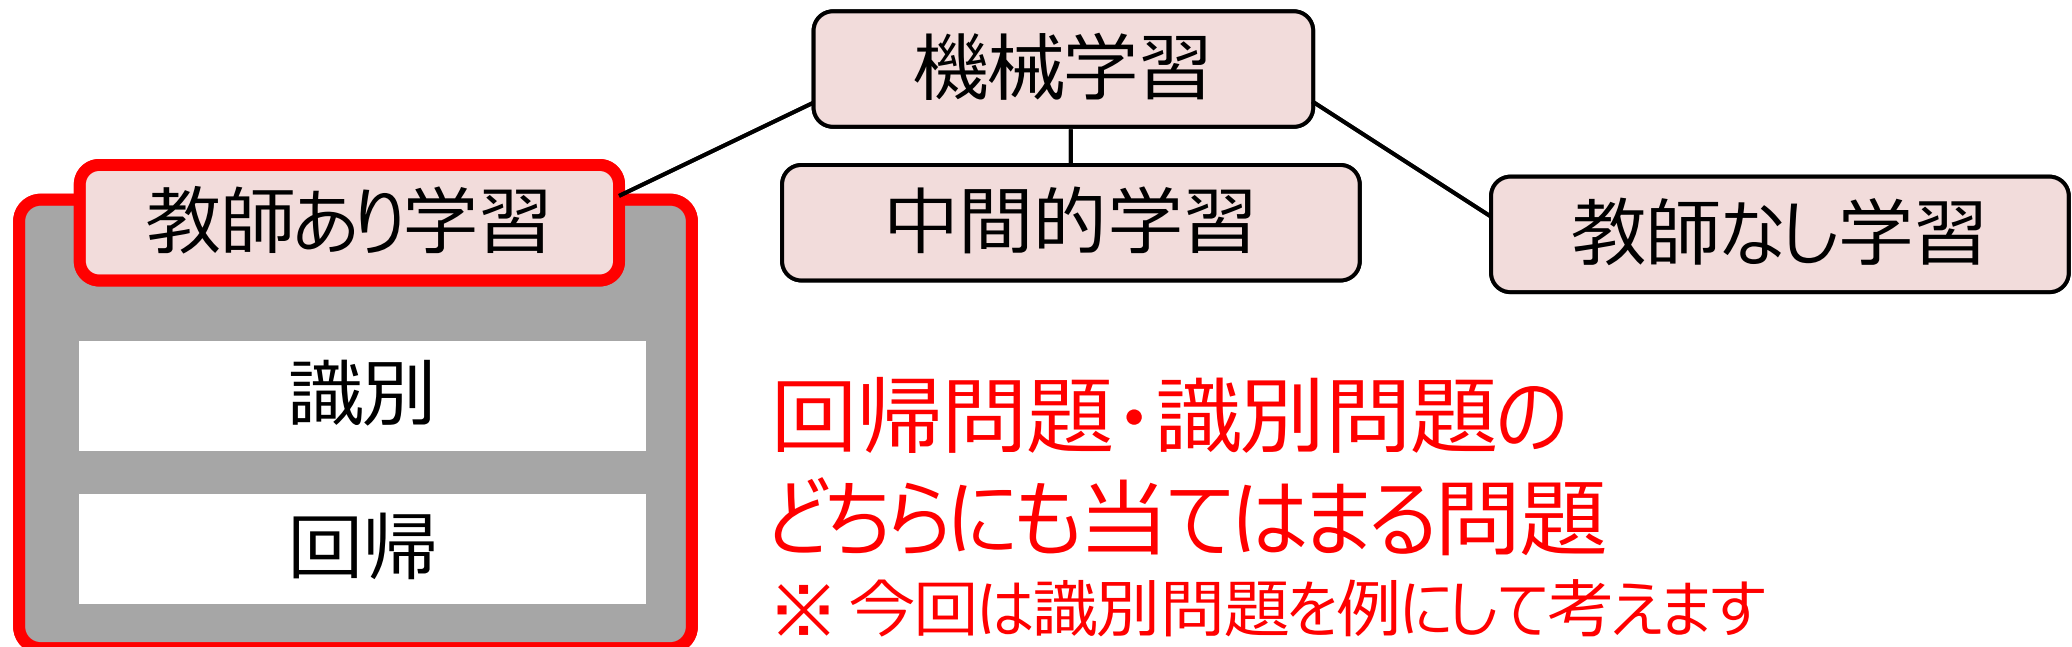 機械学習
教師あり学習
中間的学習
教師なし学習
識別
回帰
回帰問題・識別問題の
どちらにも当てはまる問題
※ 今回は識別問題を例にして考えます